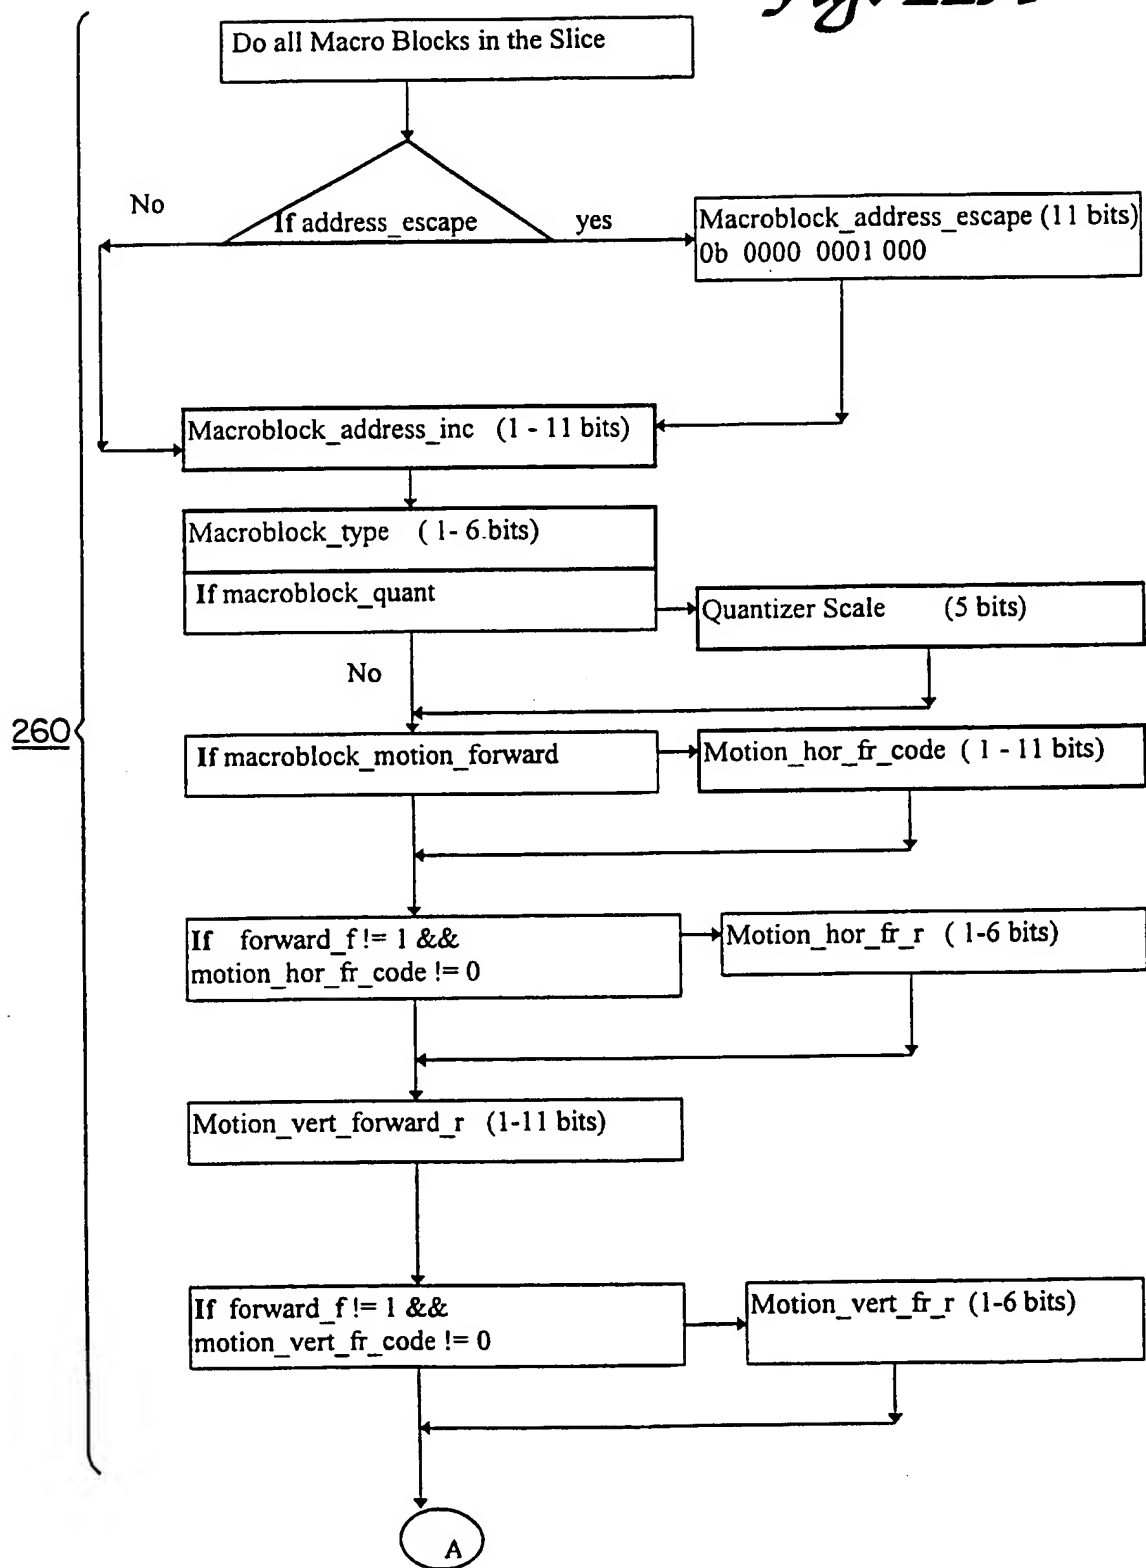 Do all Macro Blocks in the Slice
No
If address_escape
yes
Macroblock_address_escape (11 bits)
0b 0000 0001 000
Macroblock_address_inc (1 - 11 bits)
Macroblock_type ( 1- 6.bits)
If macroblock_quant
Quantizer Scale (5 bits)
No
260
If macroblock_motion_forward
Motion_hor_fr_code ( 1 - 11 bits)
If forward_f != 1 &&
motion_hor_fr_code != 0
Motion_hor_fr_r ( 1-6 bits)
Motion_vert_forward_r (1-11 bits)
If forward_f != 1 &&
motion_vert_fr_code != 0
Motion_vert_fr_r (1-6 bits)
A